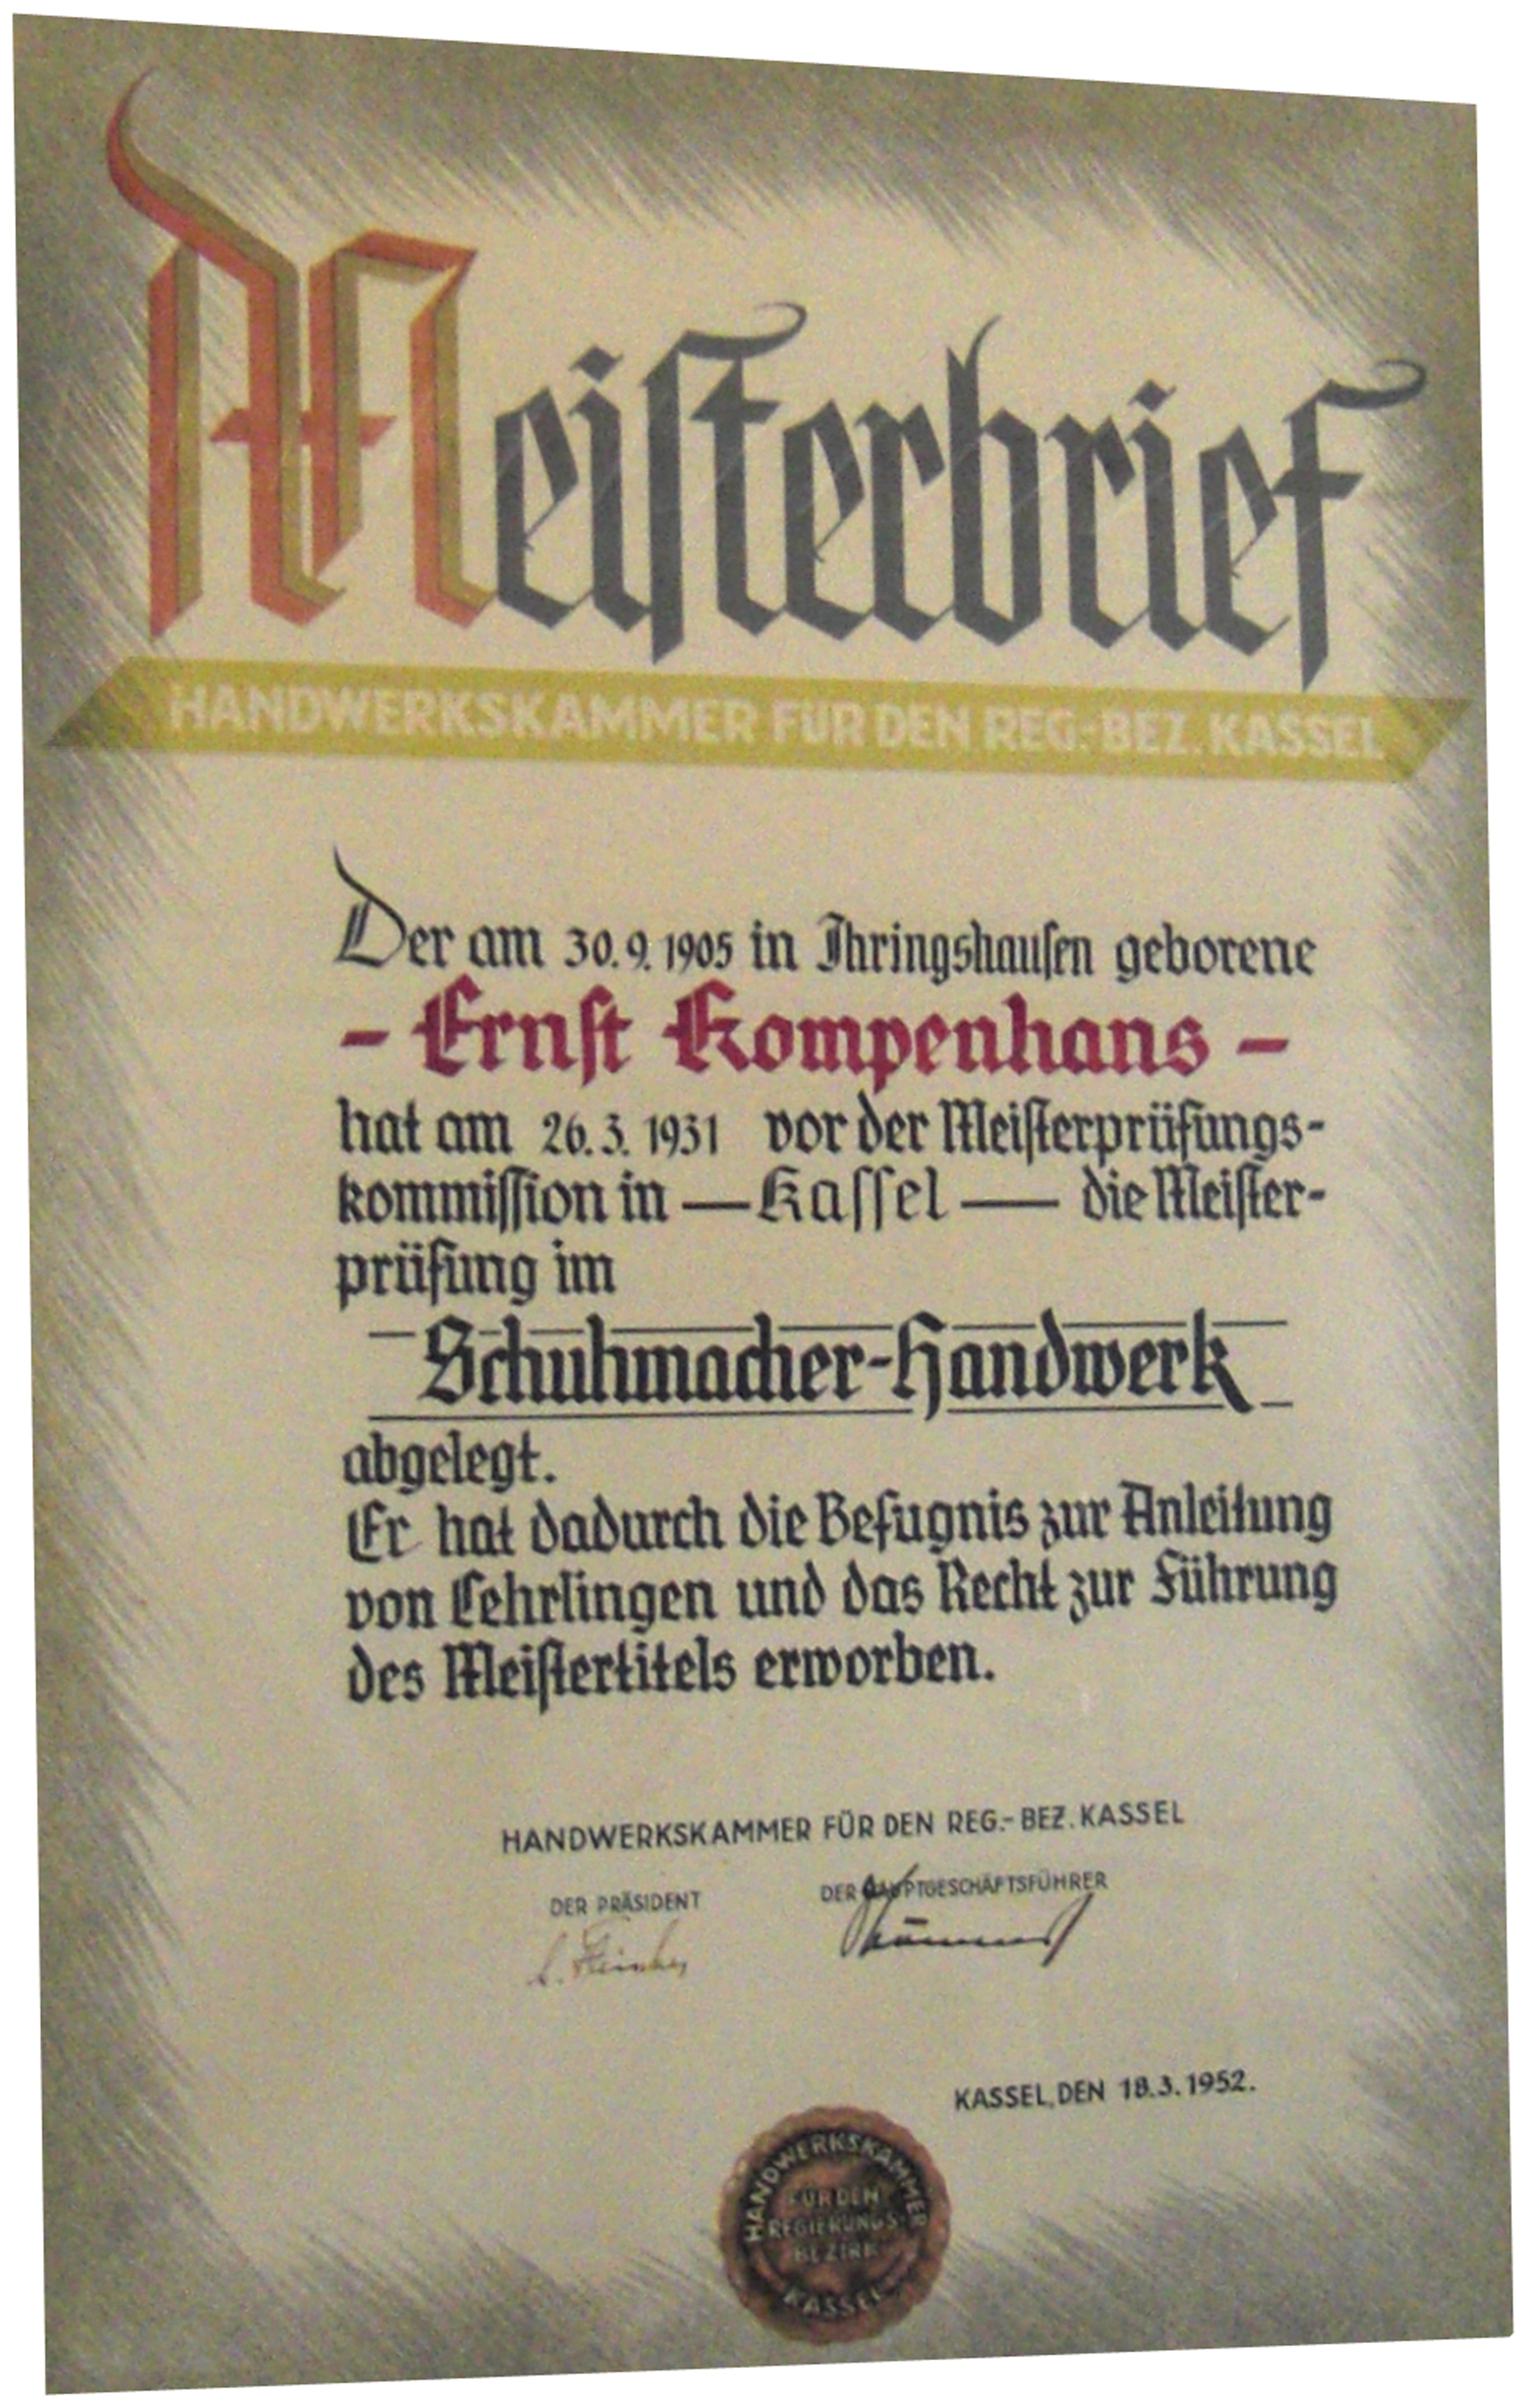 Meisterbrief
HANDWERKSKAMMER FÜR DEN REG.-BEZ. KASSEL
Der am 30.9.1905 in Ihringshausen geborene
- Ernst Kompenhans -
hat am 26.3.1931 vor der Meisterprüfungs-
kommission in — Kassel — die Meister-
prüfung im
Schuhmacher-Handwerk
abgelegt.
Er hat dadurch die Befugnis zur Anleitung
von Lehrlingen und das Recht zur Führung
des Meistertitels erworben.
HANDWERKSKAMMER FÜR DEN REG.-BEZ. KASSEL
DER PRÄSIDENT DER HAUPTGESCHÄFTSFÜHRER
KASSEL, DEN 18.3.1952.
HANDWERKSKAMMER
FÜR DEN
REGIERUNGS-
BEZIRK
KASSEL